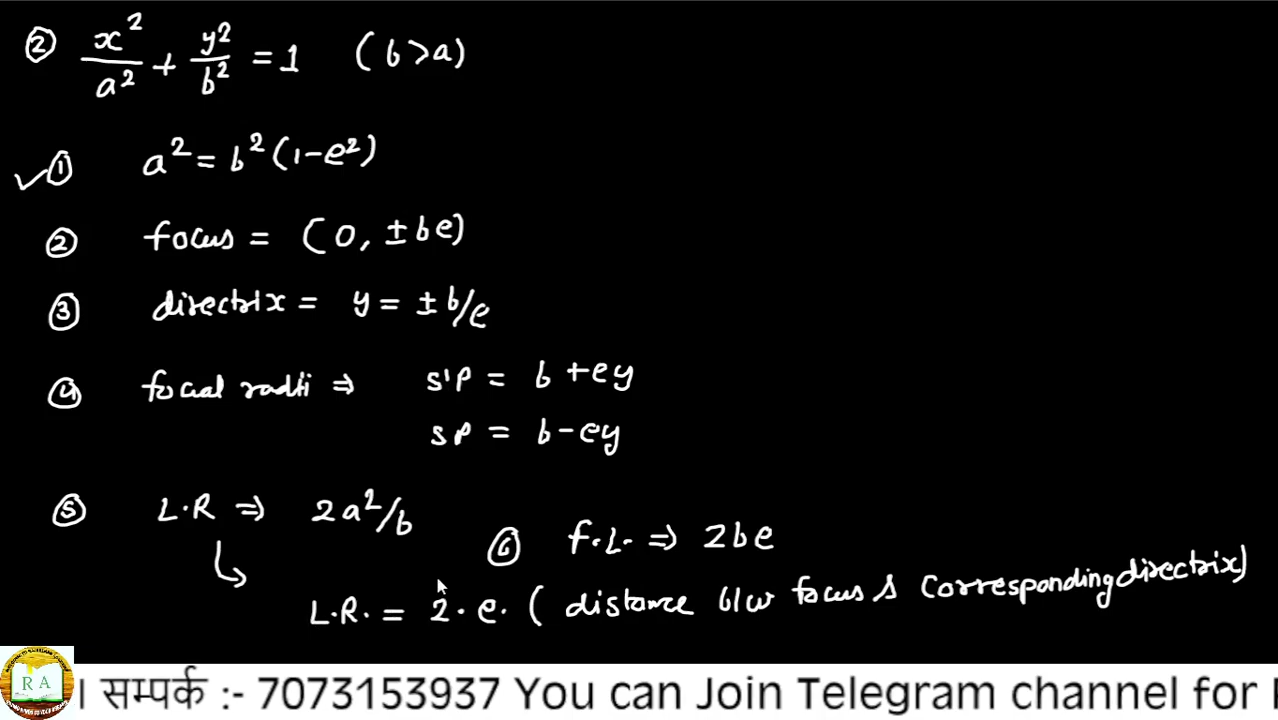 ② x²/a² + y²/b² = 1 (b > a)
① a² = b²(1-e²)
② focus = (0, ±be)
③ directrix = y = ±b/e
④ focial radii ⇒ s'p = b + ey
sp = b - ey
⑤ L.R ⇒ 2a²/b
⑥ f.L. ⇒ 2be
L.R. = 2.e. ( distance b/w focus & corresponding directrix)
RA
सम्पर्क :- 7073153937 You can Join Telegram channel for